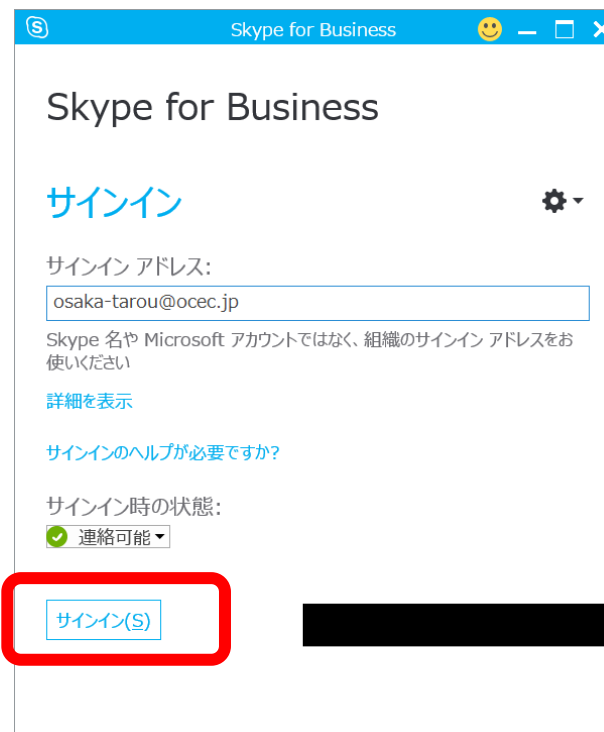 Skype for Business
Skype for Business
サインイン
サインイン アドレス:
osaka-tarou@ocec.jp
Skype 名や Microsoft アカウントではなく、組織のサインイン アドレスをお
使いください
詳細を表示
サインインのヘルプが必要ですか?
サインイン時の状態:
連絡可能
サインイン(S)